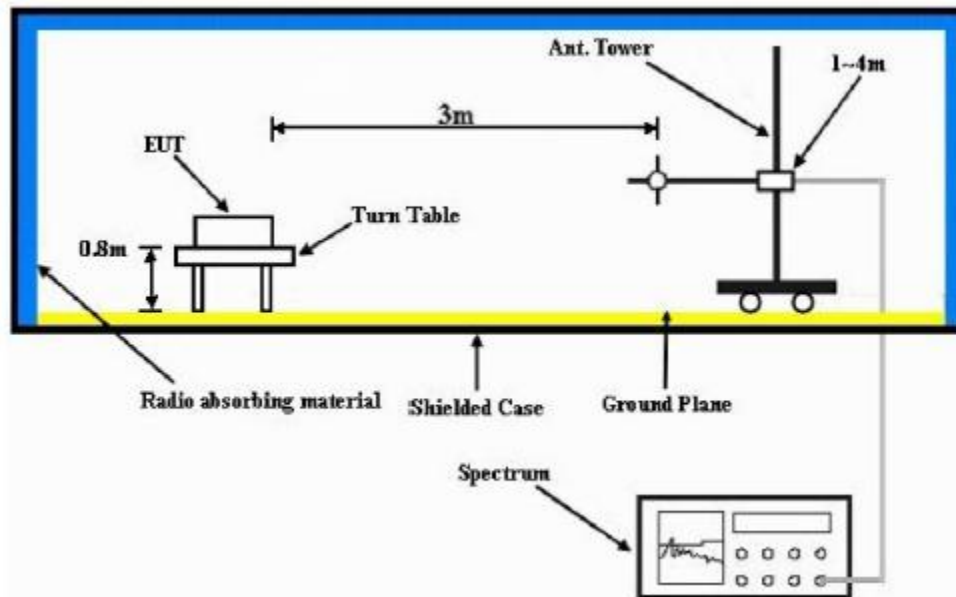 Ant. Tower
1~4m
3m
EUT
Turn Table
0.8m
Radio absorbing material
Shielded Case
Ground Plane
Spectrum